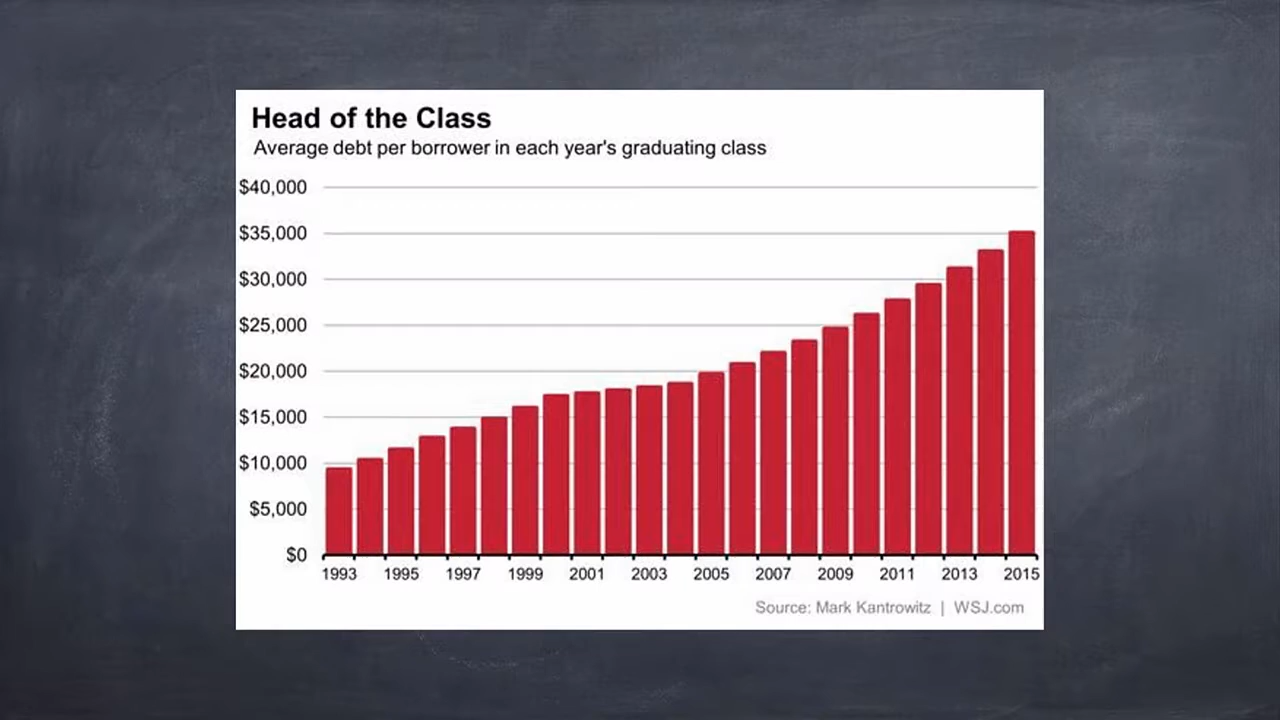 Head of the Class
Average debt per borrower in each year's graduating class
$40,000
$35,000
$30,000
$25,000
$20,000
$15,000
$10,000
$5,000
$0
1993 1995 1997 1999 2001 2003 2005 2007 2009 2011 2013 2015
Source: Mark Kantrowitz | WSJ.com